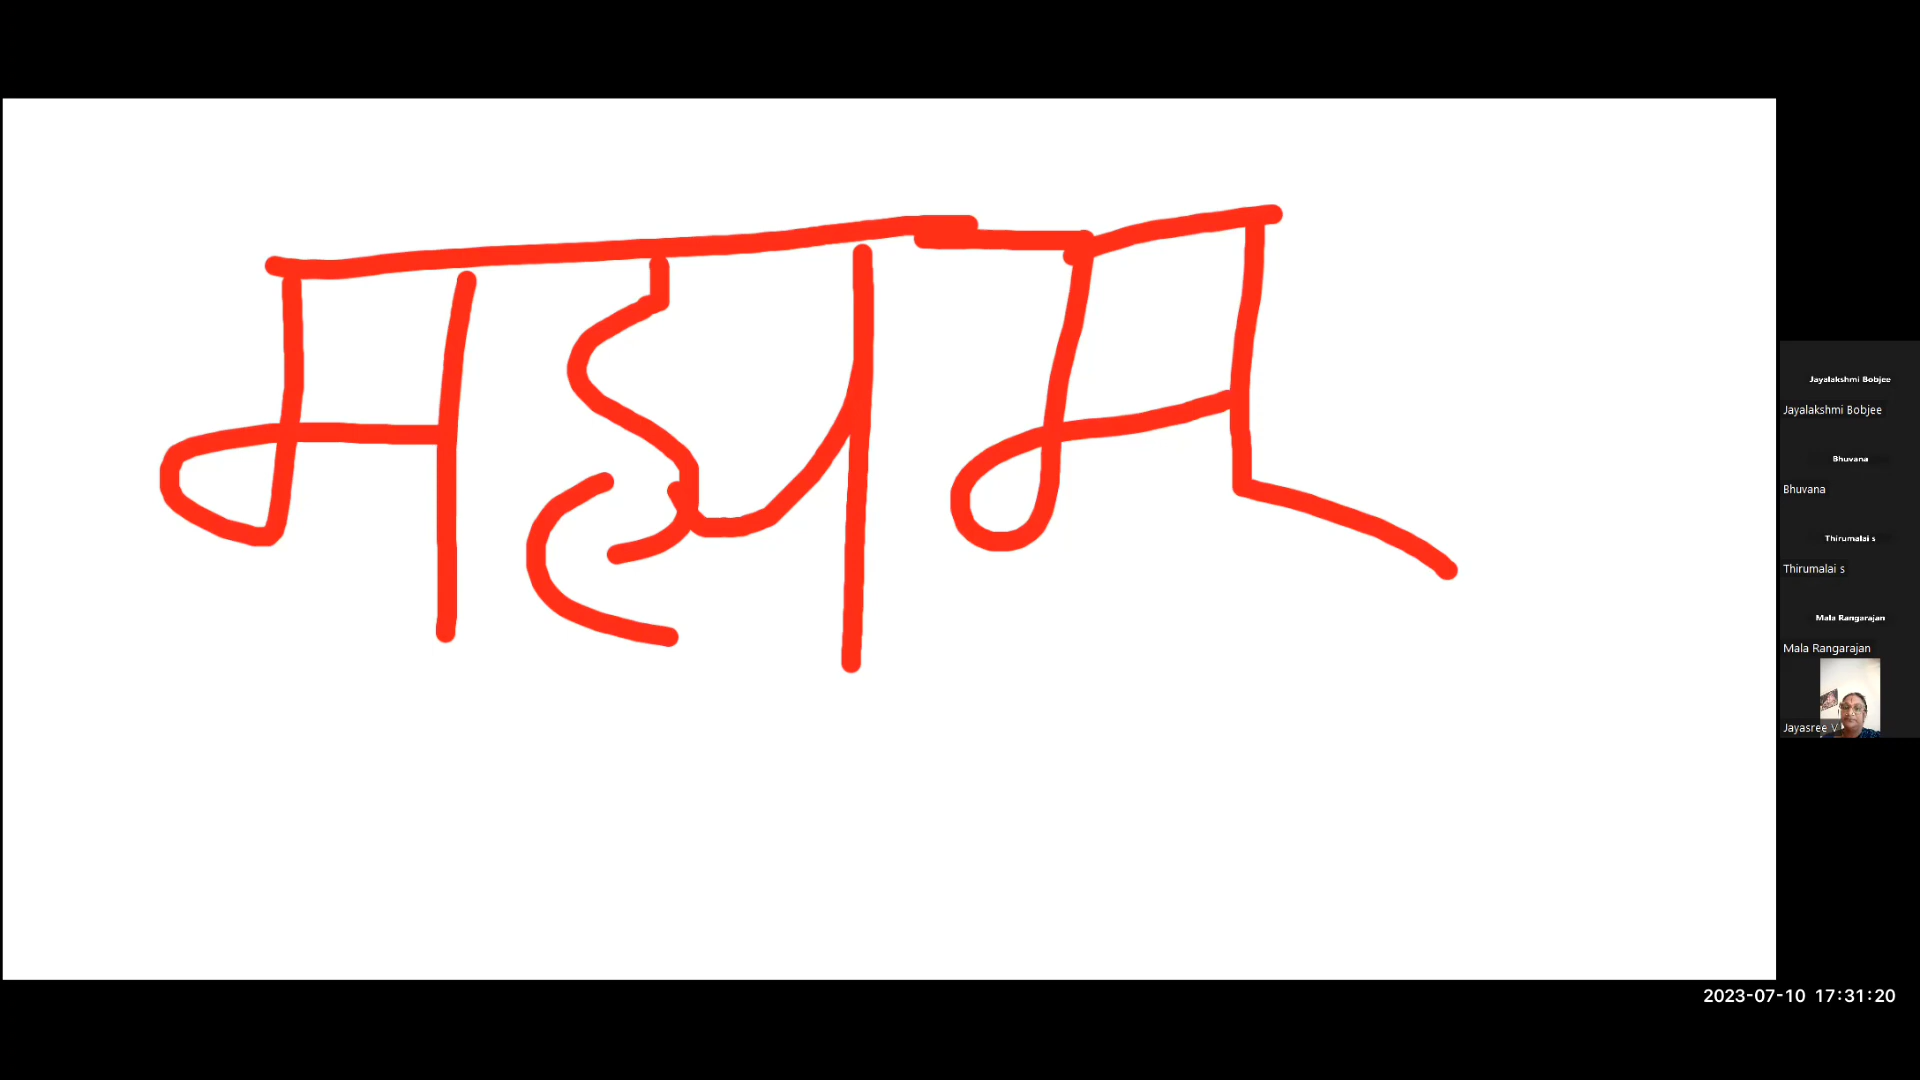 मह्यम्
Jayalakshmi Bobjee
Jayalakshmi Bobjee
Bhuvana
Bhuvana
Thirumalai s
Thirumalai s
Mala Rangarajan
Mala Rangarajan
Jayasree V
2023-07-10 17:31:20